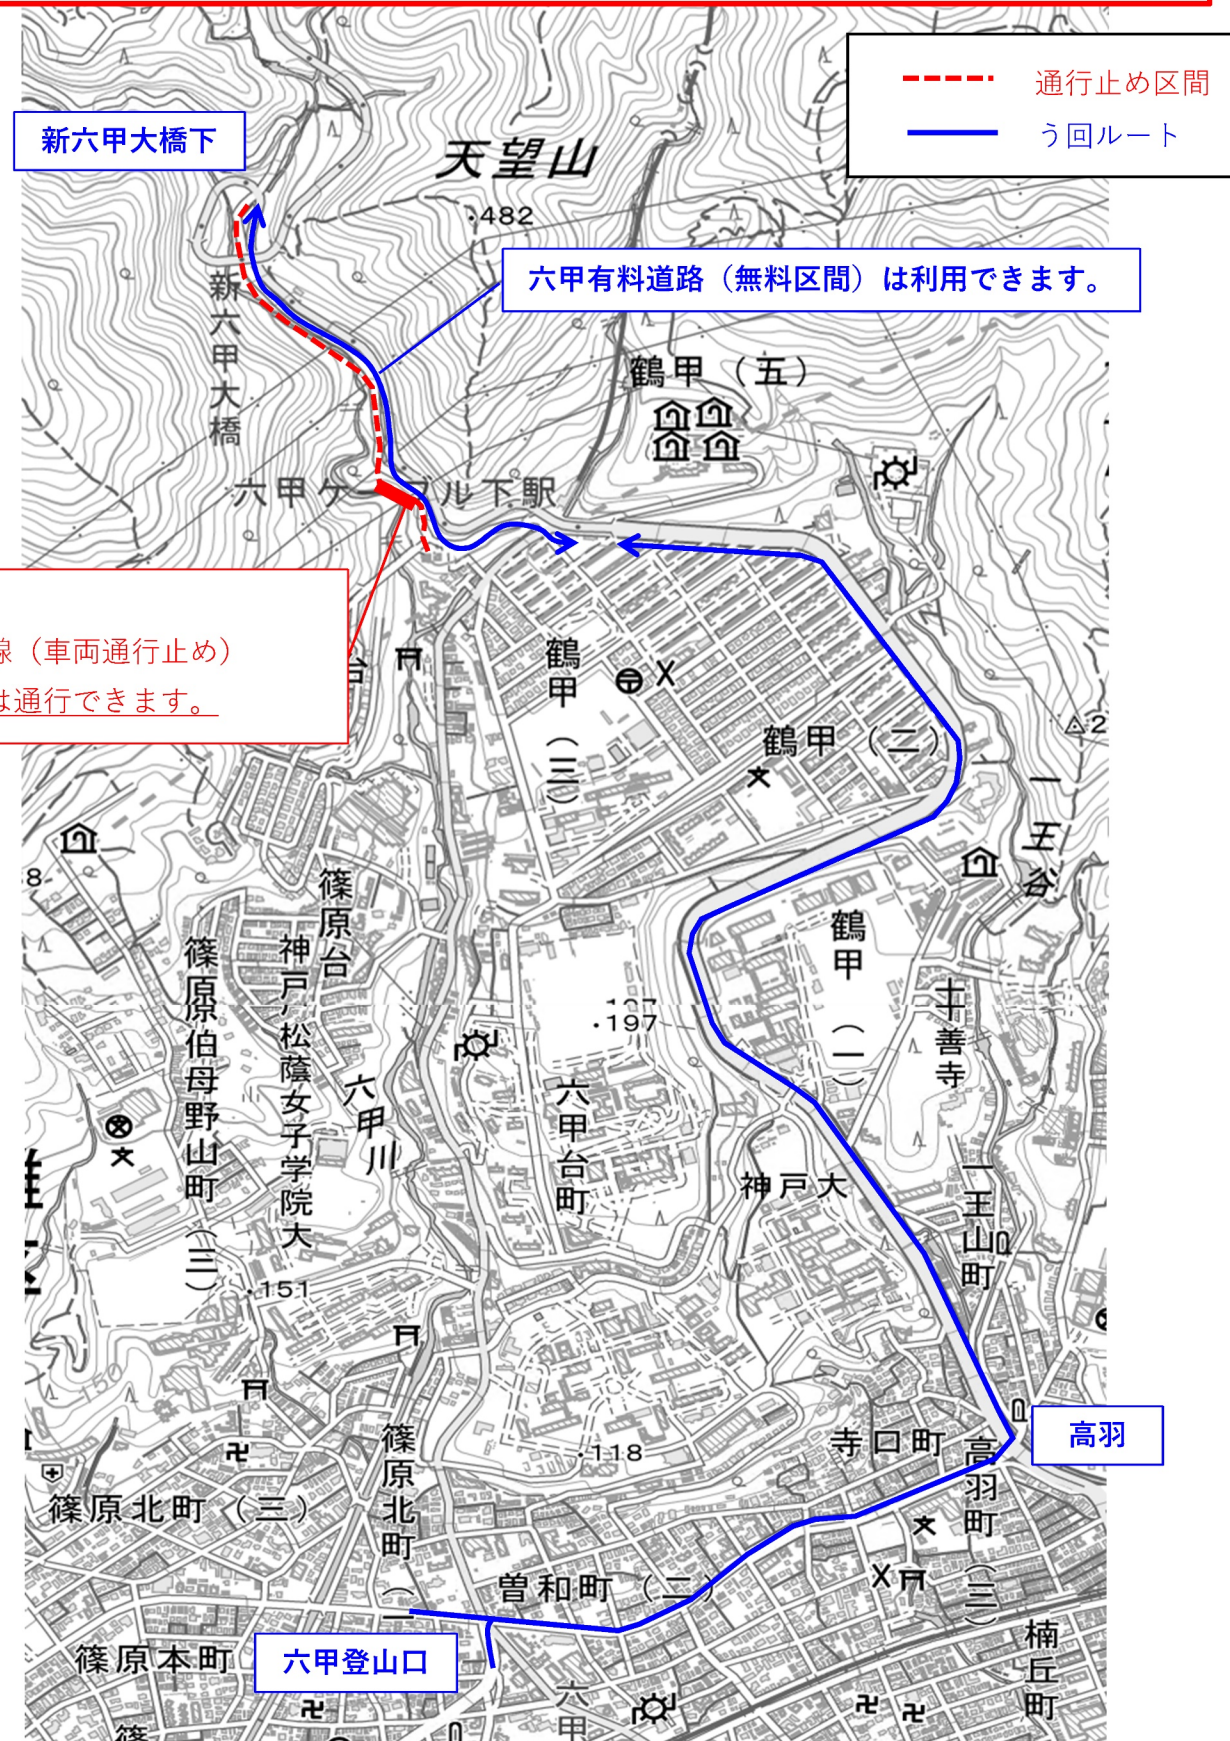 通行止め区間
う回ルート
新六甲大橋下
天望山
・482
六甲有料道路（無料区間）は利用できます。
新六甲大橋
鶴甲（五）
六甲ケーブル下駅
線（車両通行止め）
は通行できます。
台
鶴甲（三）
鶴甲（二）
2
一王谷
8
篠原台
鶴甲（一）
篠原伯母野山町（三）
神戸松蔭女子学院大
十善寺
・197
六甲川
六甲台町
神戸大
一王山町
・151
150
高羽
・118
寺口町
高羽町（三）
篠原北町（三）
篠原北町（二）
曽和町（二）
篠原本町
六甲登山口
楠丘町
六甲
篠